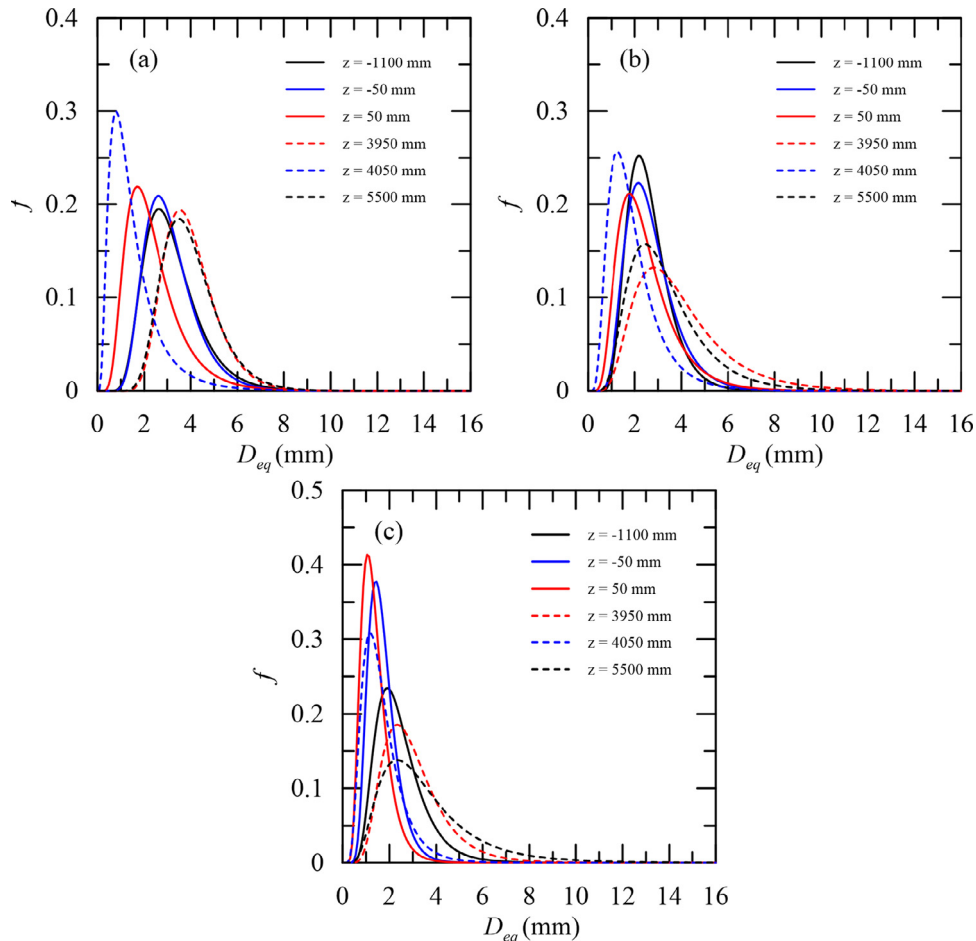 0.4
0.3
0.2
0.1
0
f
(a)
z = -1100 mm
z = -50 mm
z = 50 mm
z = 3950 mm
z = 4050 mm
z = 5500 mm
0 2 4 6 8 10 12 14 16
D_eq (mm)
0.4
0.3
0.2
0.1
0
f
(b)
z = -1100 mm
z = -50 mm
z = 50 mm
z = 3950 mm
z = 4050 mm
z = 5500 mm
0 2 4 6 8 10 12 14 16
D_eq (mm)
0.5
0.4
0.3
0.2
0.1
0
f
(c)
z = -1100 mm
z = -50 mm
z = 50 mm
z = 3950 mm
z = 4050 mm
z = 5500 mm
0 2 4 6 8 10 12 14 16
D_eq (mm)